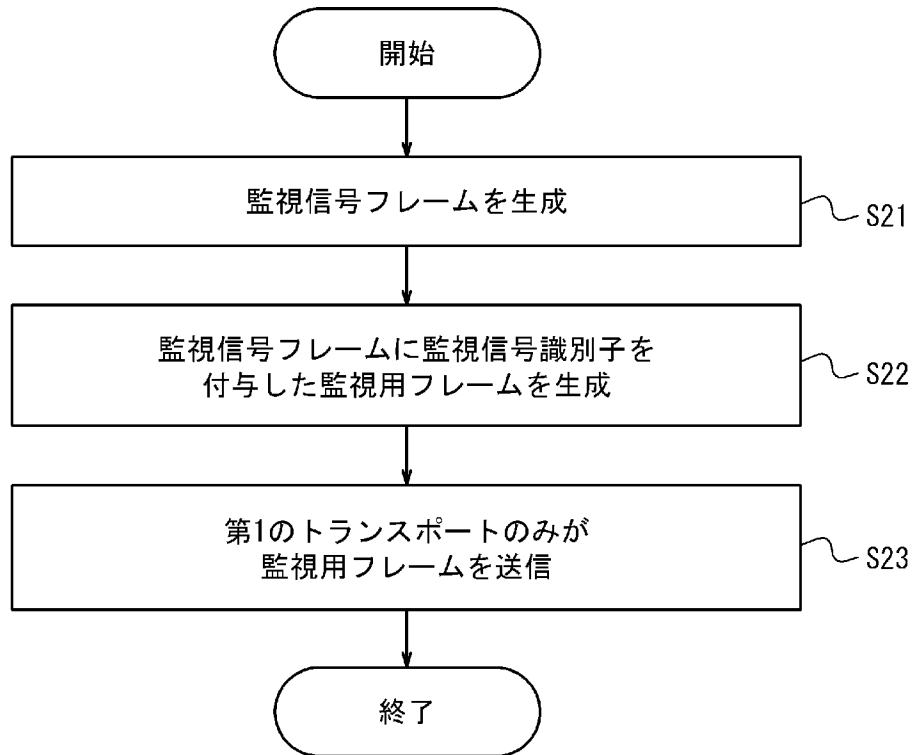 開始
監視信号フレームを生成
S21
監視信号フレームに監視信号識別子を
付与した監視用フレームを生成
S22
第1のトランスポートのみが
監視用フレームを送信
S23
終了